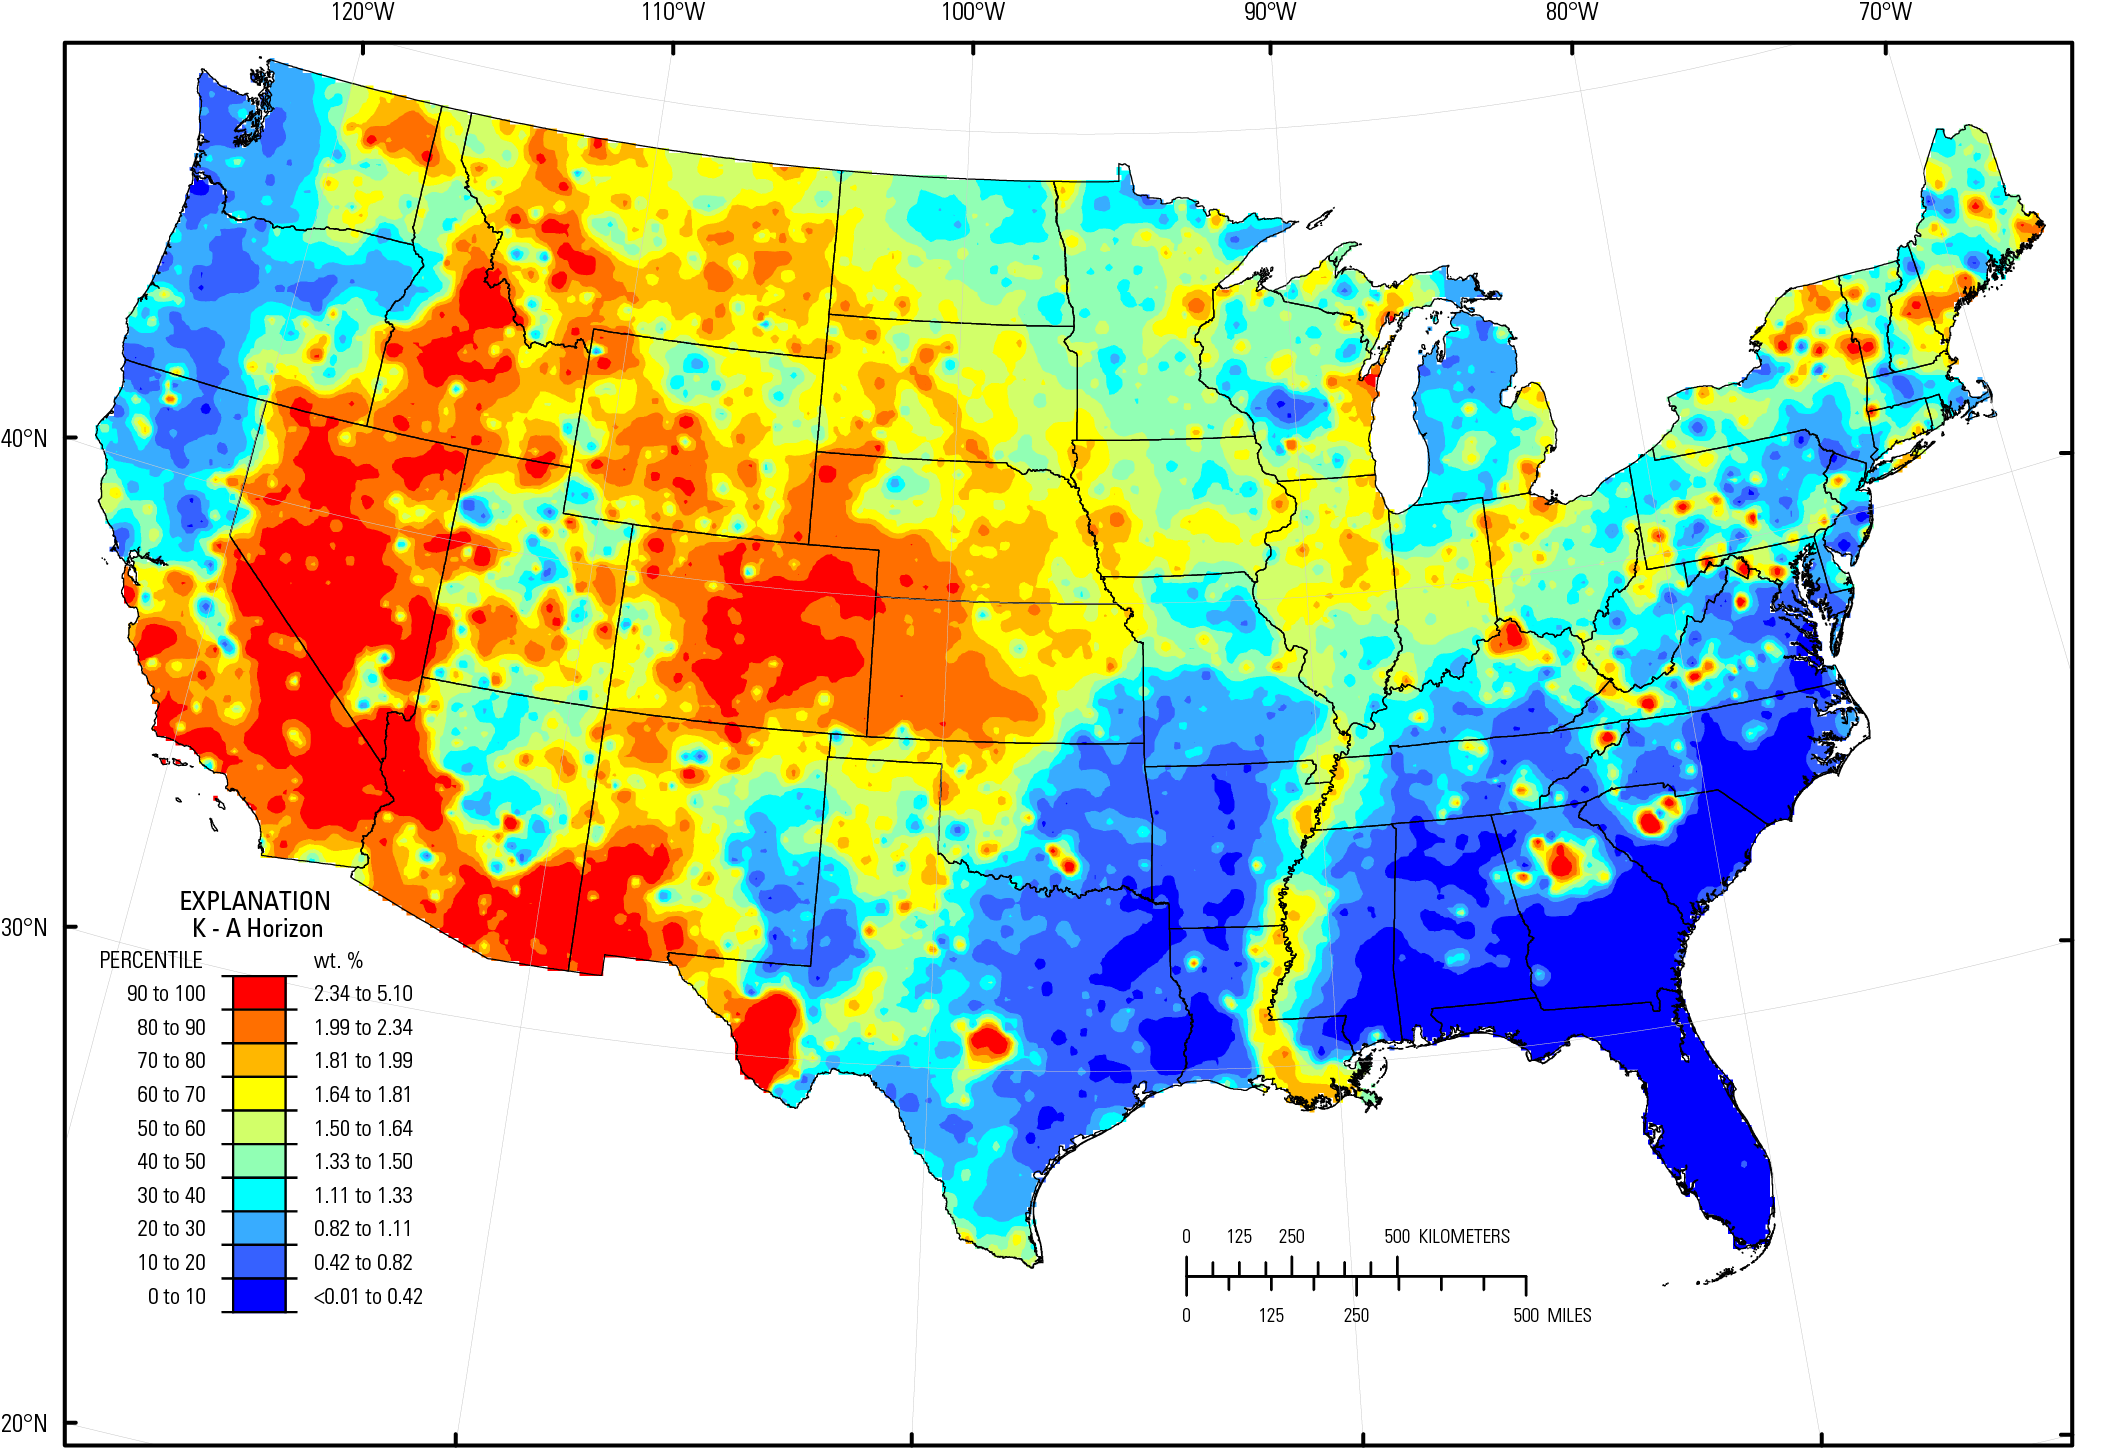 120°W 110°W 100°W 90°W 80°W 70°W
40°N
30°N
20°N
EXPLANATION
K - A Horizon
PERCENTILE wt. %
90 to 100 2.34 to 5.10
80 to 90 1.99 to 2.34
70 to 80 1.81 to 1.99
60 to 70 1.64 to 1.81
50 to 60 1.50 to 1.64
40 to 50 1.33 to 1.50
30 to 40 1.11 to 1.33
20 to 30 0.82 to 1.11
10 to 20 0.42 to 0.82
0 to 10 <0.01 to 0.42
0 125 250 500 KILOMETERS
0 125 250 500 MILES